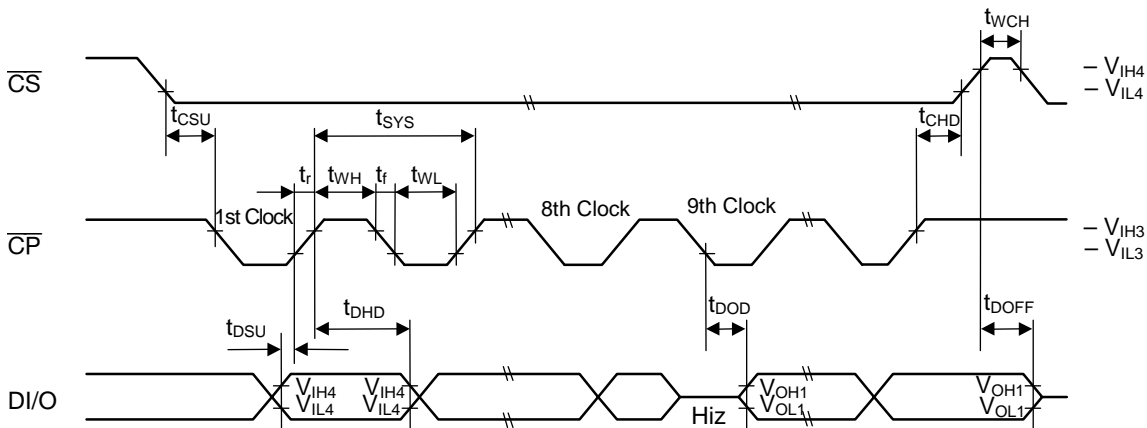 tWCH
CS
– VIH4
– VIL4
tCSU
tSYS
tCHD
tr
tWH
tf
tWL
1st Clock
8th Clock
9th Clock
CP
– VIH3
– VIL3
tDSU
tDHD
tDOD
tDOFF
DI/O
VIH4
VIL4
VIH4
VIL4
Hiz
VOH1
VOL1
VOH1
VOL1